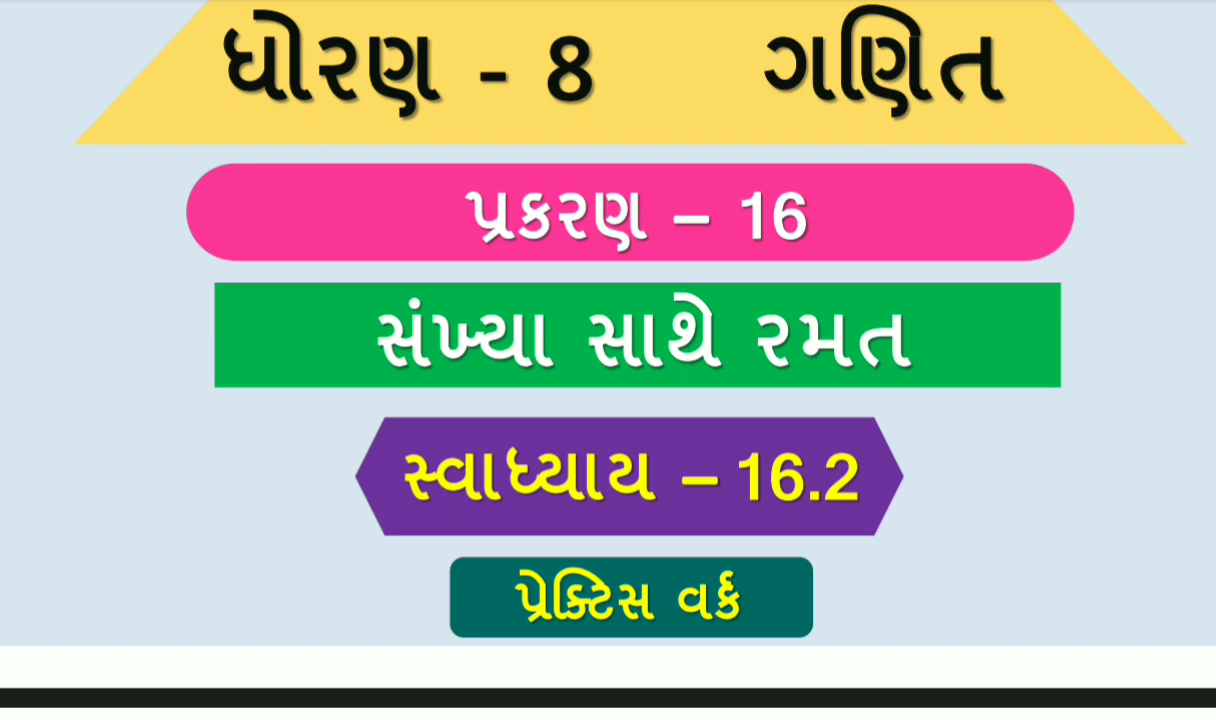 ધોરણ - 8 ગણિત
પ્રકરણ – 16
સંખ્યા સાથે રમત
સ્વાધ્યાય – 16.2
પ્રેક્ટિસ વર્ક